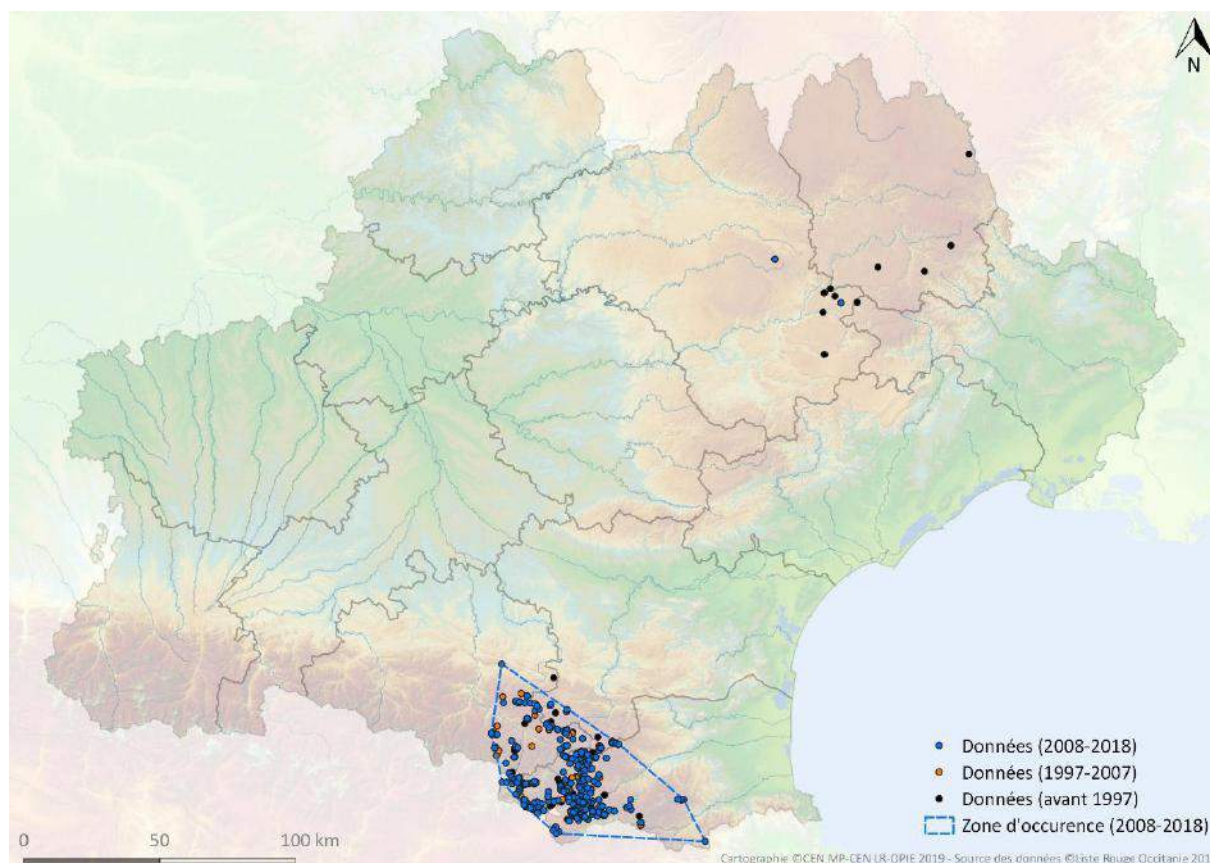 N
Données (2008-2018)
Données (1997-2007)
Données (avant 1997)
Zone d'occurence (2008-2018)
0 50 100 km
Cartographie ©CEN MP-CEN LR-OPIE 2019 - Source des données ©Liste Rouge Occitanie 201